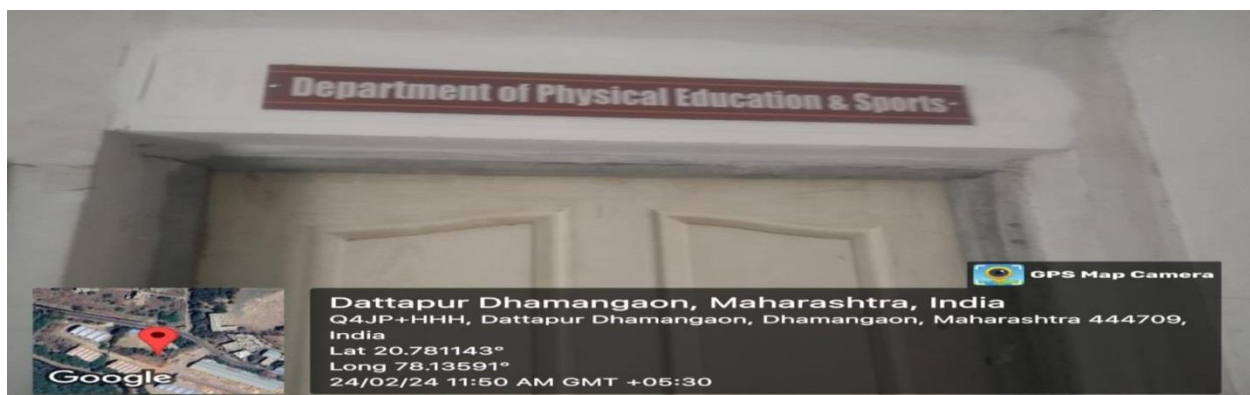 - Department of Physical Education & Sports-
GPS Map Camera
Dattapur Dhamangaon, Maharashtra, India
Q4JP+HHH, Dattapur Dhamangaon, Dhamangaon, Maharashtra 444709,
India
Lat 20.781143°
Long 78.13591°
24/02/24 11:50 AM GMT +05:30
Google